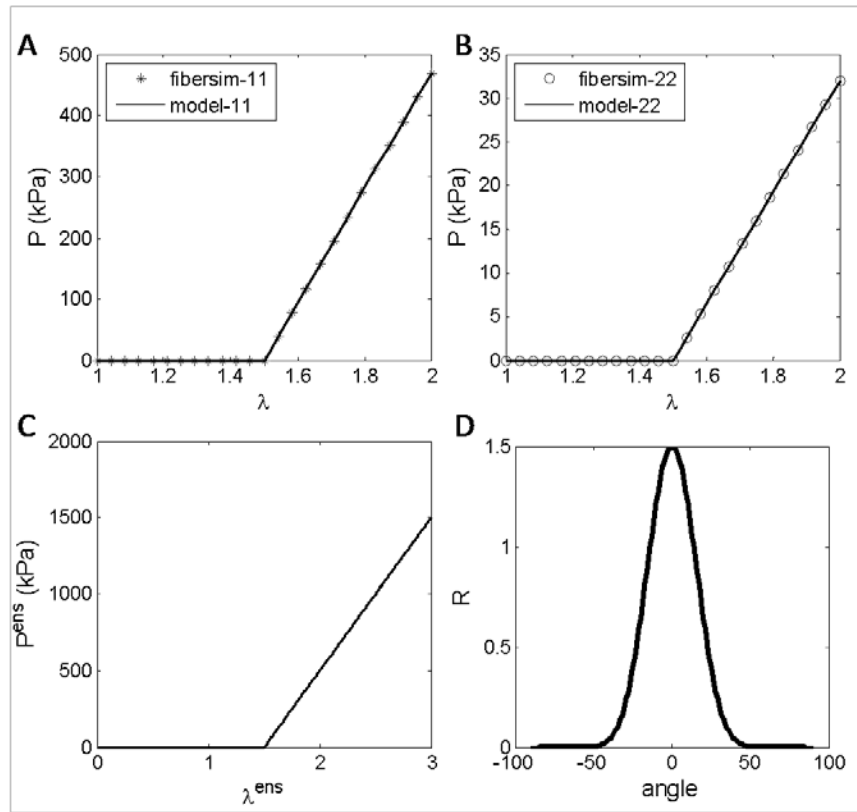 A
500
400
300
200
100
0
P (kPa)
fibersim-11
model-11
1
1.2
1.4
1.6
1.8
2
λ
B
35
30
25
20
15
10
5
0
P (kPa)
fibersim-22
model-22
1
1.2
1.4
1.6
1.8
2
λ
C
2000
1500
1000
500
0
P^ens (kPa)
0
1
2
3
λ^ens
D
1.5
1
0.5
0
R
-100
-50
0
50
100
angle